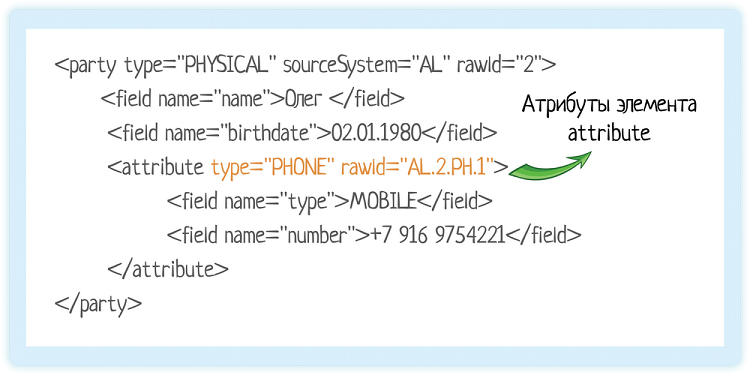 <party type="PHYSICAL" sourceSystem="AL" rawId="2">
<field name="name">Олег </field>
<field name="birthdate">02.01.1980</field>
<attribute type="PHONE" rawId="AL.2.PH.1">
<field name="type">MOBILE</field>
<field name="number">+7 916 9754221</field>
</attribute>
</party>
Атрибуты элемента
attribute